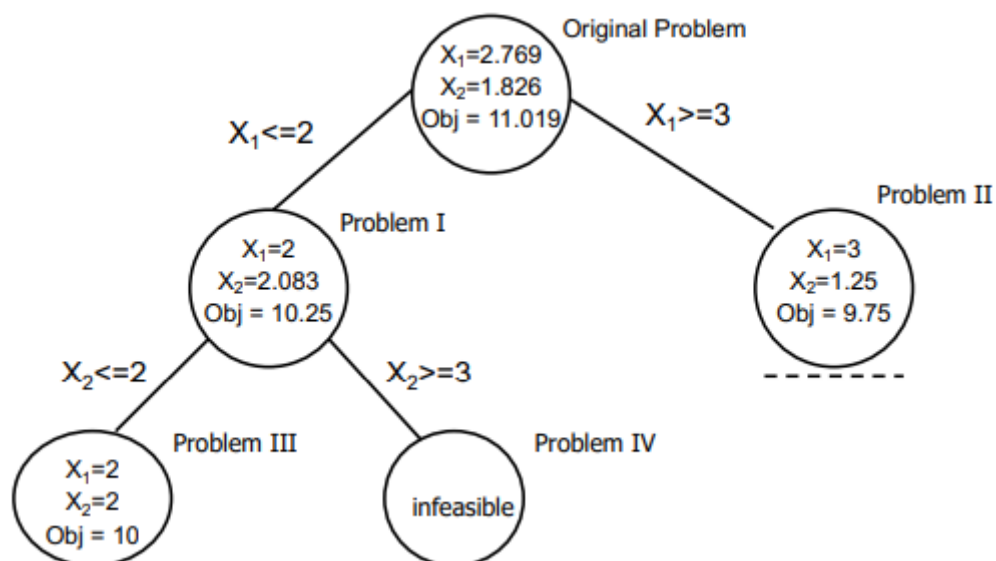 Original Problem
X₁=2.769
X₂=1.826
Obj = 11.019
X₁<=2
X₁>=3
Problem I
X₁=2
X₂=2.083
Obj = 10.25
Problem II
X₁=3
X₂=1.25
Obj = 9.75
X₂<=2
X₂>=3
Problem III
X₁=2
X₂=2
Obj = 10
Problem IV
infeasible